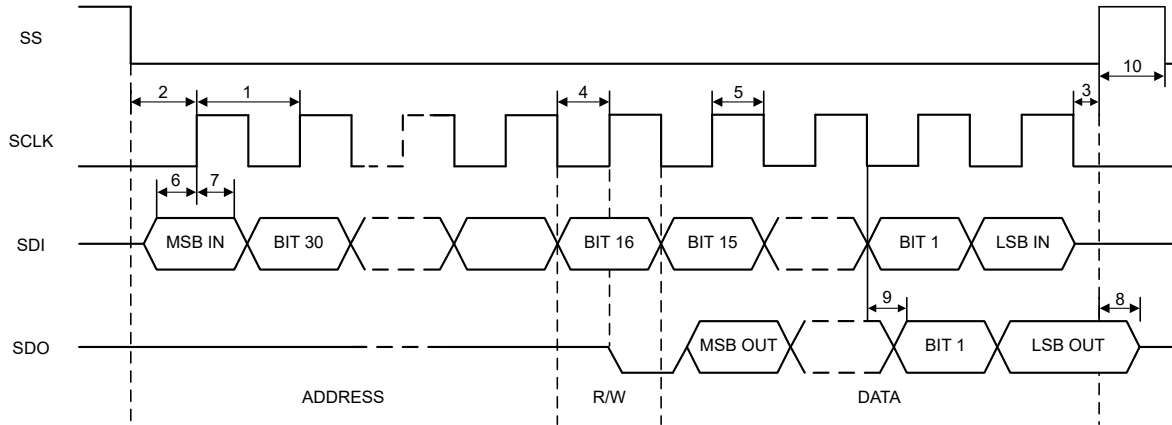 SS
10
2 1 4 5 3
SCLK
6 7
SDI MSB IN BIT 30 BIT 16 BIT 15 BIT 1 LSB IN
9 8
SDO MSB OUT BIT 1 LSB OUT
ADDRESS R/W DATA